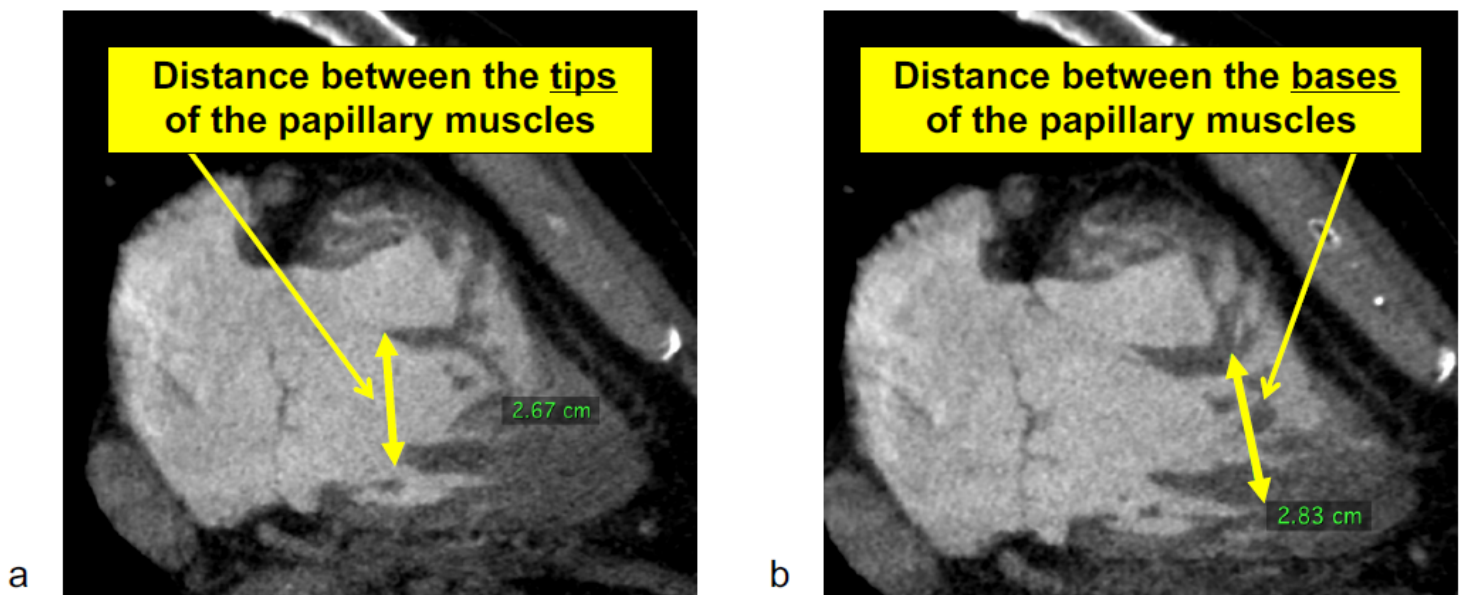 Distance between the tips
of the papillary muscles
2.67 cm
a
Distance between the bases
of the papillary muscles
2.83 cm
b